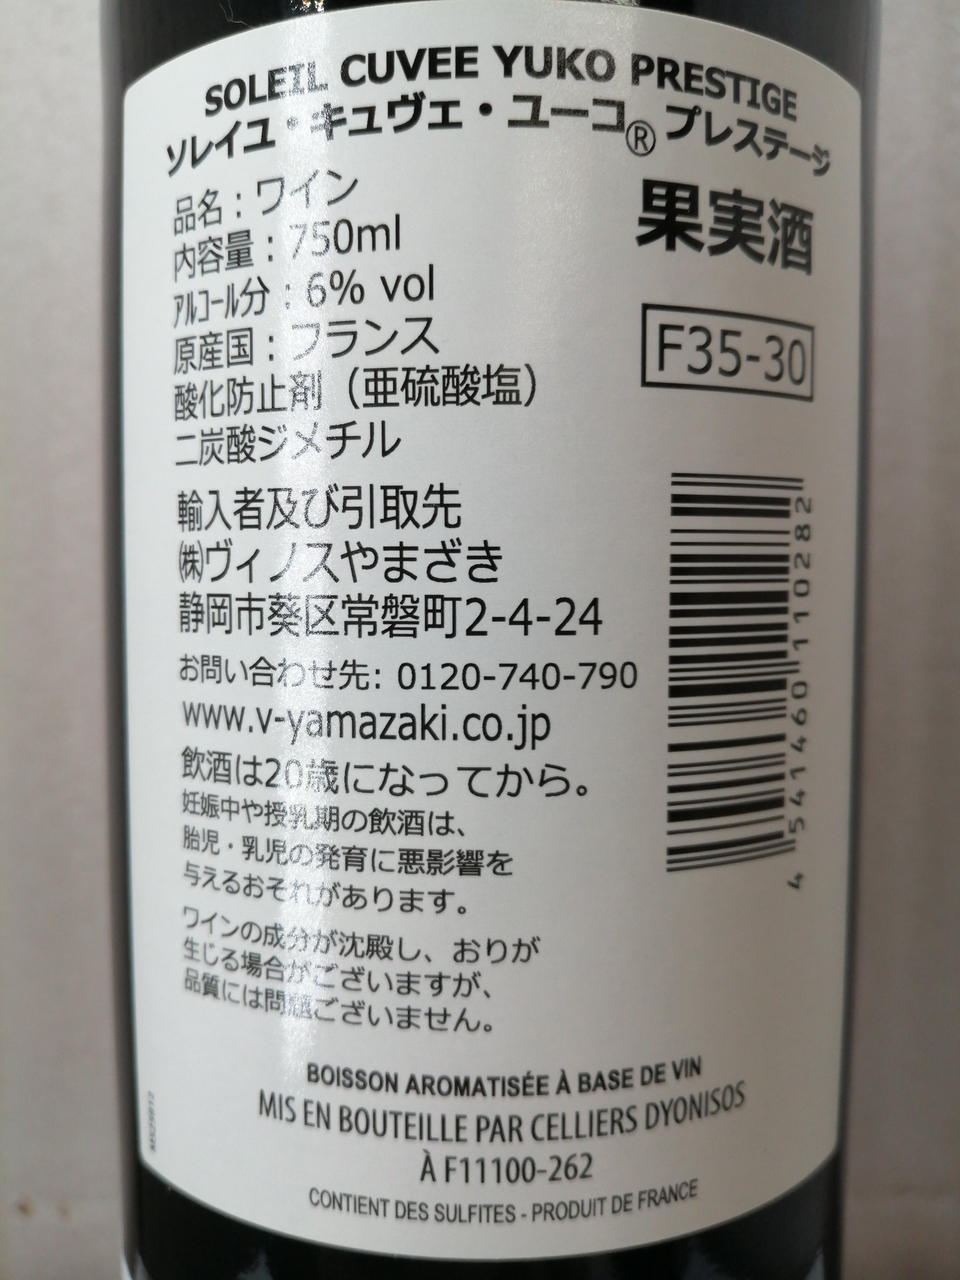 SOLEIL CUVEE YUKO PRESTIGE
ソレイユ・キュヴェ・ユーコ®プレステージ
品名：ワイン
内容量：750ml
ｱﾙｺｰﾙ分：6% vol
原産国：フランス
酸化防止剤（亜硫酸塩）
二炭酸ジメチル
果実酒
F35-30
輸入者及び引取先
㈱ヴィノスやまざき
静岡市葵区常磐町2-4-24
お問い合わせ先: 0120-740-790
www.v-yamazaki.co.jp
飲酒は20歳になってから。
妊娠中や授乳期の飲酒は、
胎児・乳児の発育に悪影響を
与えるおそれがあります。
ワインの成分が沈殿し、おりが
生じる場合がございますが、
品質には問題ございません。
4 541460 110282
BOISSON AROMATISÉE À BASE DE VIN
MIS EN BOUTEILLE PAR CELLIERS DYONISOS
À F11100-262
CONTIENT DES SULFITES - PRODUIT DE FRANCE